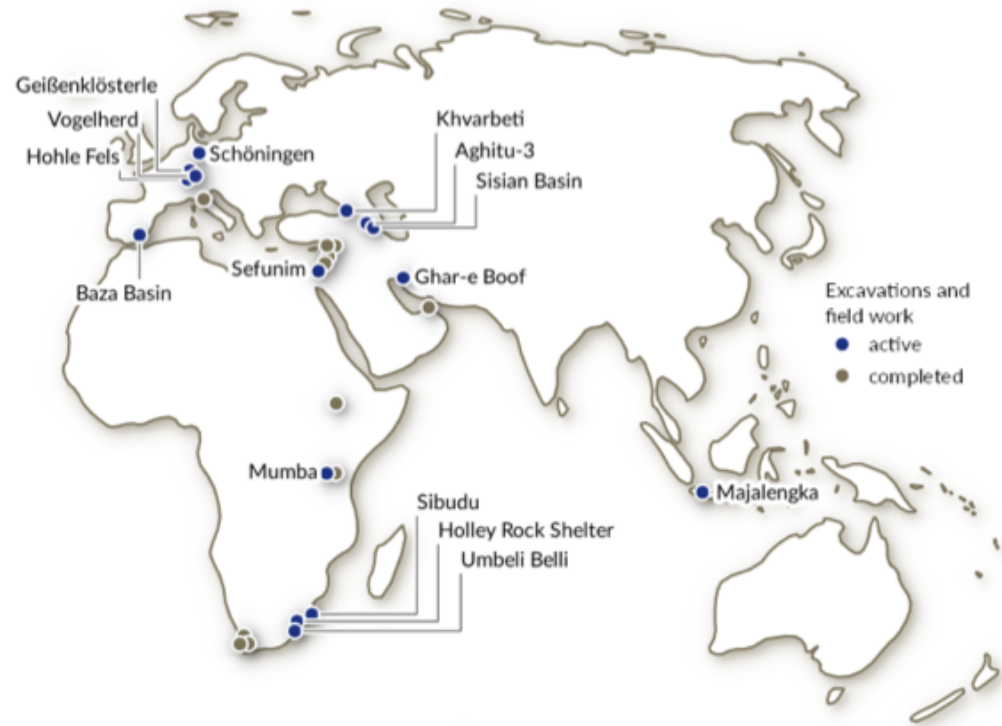 Geißenklösterle
Vogelherd
Hohle Fels
Schöningen
Khvarbeti
Aghitu-3
Sisian Basin
Baza Basin
Sefunim
Ghar-e Boof
Excavations and
field work
active
completed
Mumba
Majalengka
Sibudu
Holley Rock Shelter
Umbeli Belli